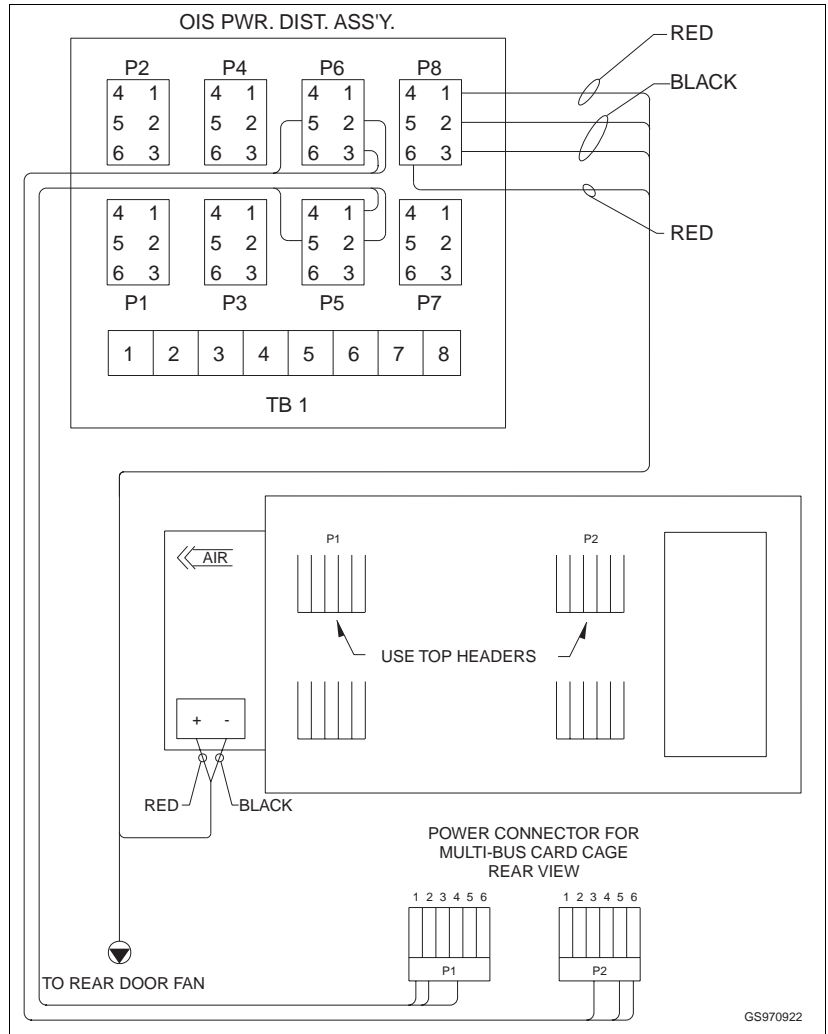 OIS PWR. DIST. ASS'Y.
RED
BLACK
P2 P4 P6 P8
4 1 4 1 4 1 4 1
5 2 5 2 5 2 5 2
6 3 6 3 6 3 6 3
RED
4 1 4 1 4 1 4 1
5 2 5 2 5 2 5 2
6 3 6 3 6 3 6 3
P1 P3 P5 P7
1 2 3 4 5 6 7 8
TB 1
P1 P2
AIR
USE TOP HEADERS
+ -
RED BLACK
POWER CONNECTOR FOR
MULTI-BUS CARD CAGE
REAR VIEW
1 2 3 4 5 6 1 2 3 4 5 6
P1 P2
TO REAR DOOR FAN
GS970922